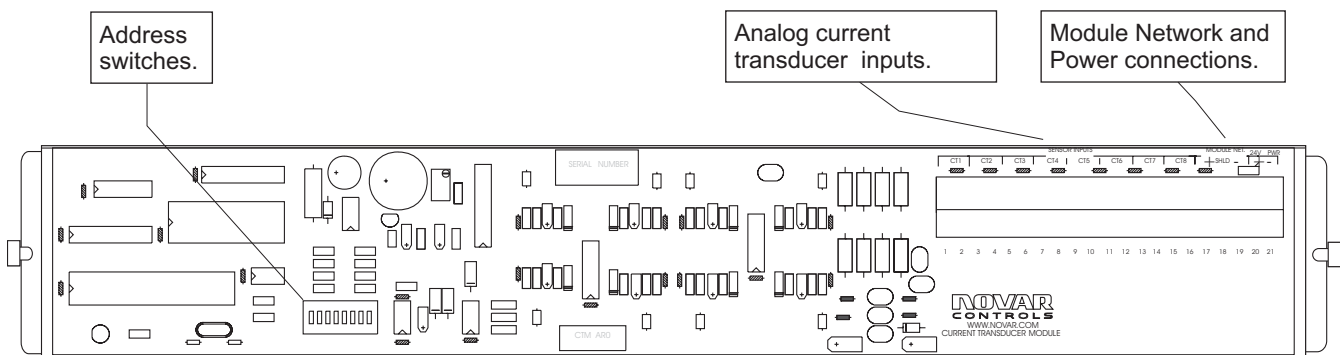 Address
switches.
Analog current
transducer inputs.
Module Network and
Power connections.
SENSOR INPUTS
MODULE NET.
24V PWR
CT1 CT2 CT3 CT4 CT5 CT6 CT7 CT8 + SHLD - + -
SERIAL NUMBER
1 2 3 4 5 6 7 8 9 10 11 12 13 14 15 16 17 18 19 20 21
NOVAR
CONTROLS
WWW.NOVAR.COM
CURRENT TRANSDUCER MODULE
CTM ARD